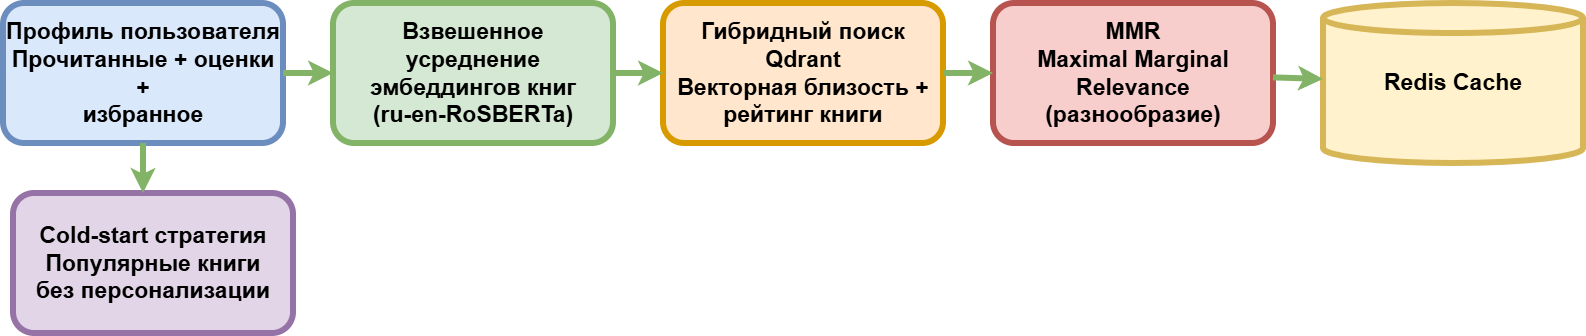 Профиль пользователя
Прочитанные + оценки
+
избранное
Взвешенное
усреднение
эмбеддингов книг
(ru-en-RoSBERTa)
Гибридный поиск
Qdrant
Векторная близость +
рейтинг книги
MMR
Maximal Marginal
Relevance
(разнообразие)
Redis Cache
Cold-start стратегия
Популярные книги
без персонализации